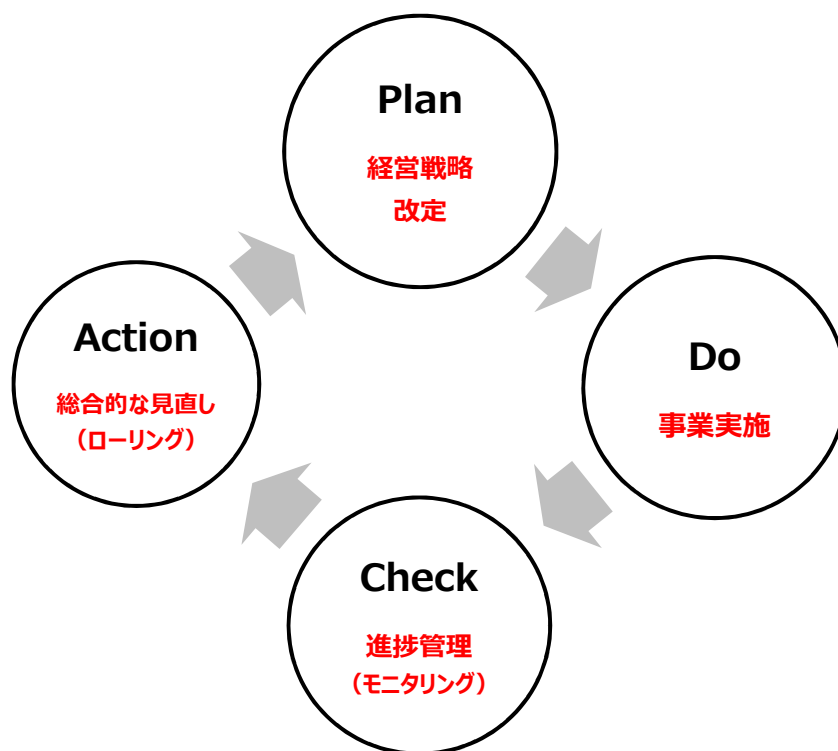 Plan
経営戦略
改定
Do
事業実施
Check
進捗管理
（モニタリング）
Action
総合的な見直し
（ローリング）